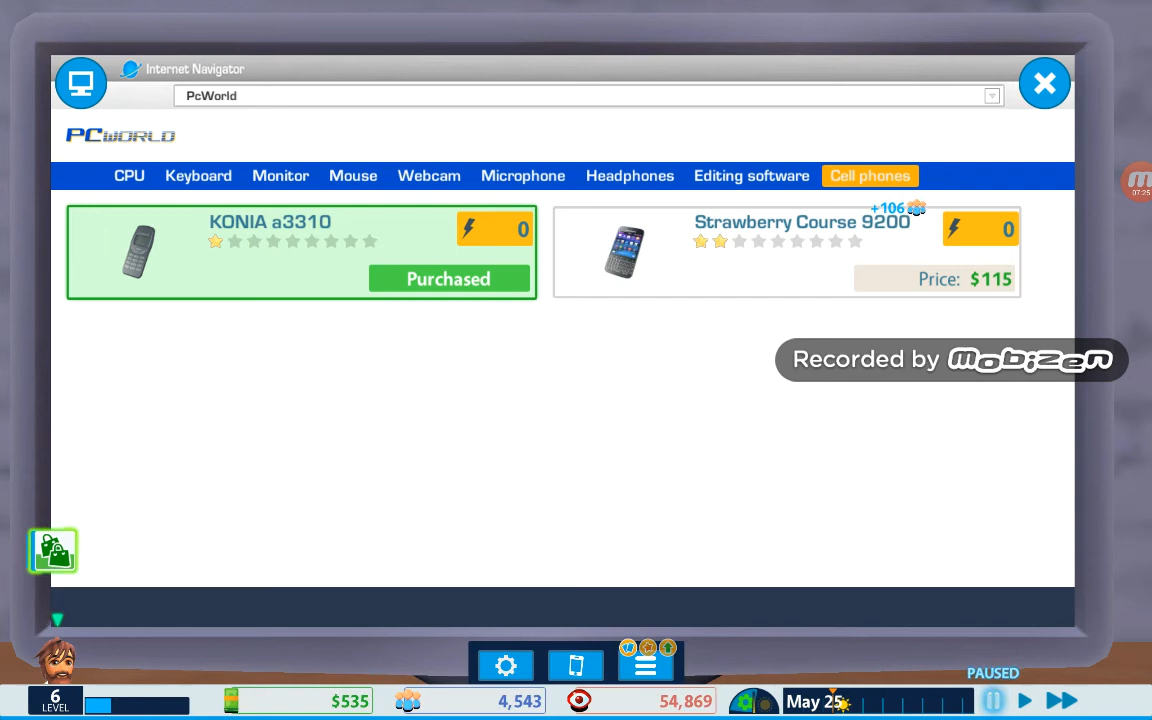 Internet Navigator
PcWorld
PCWORLD
CPU Keyboard Monitor Mouse Webcam Microphone Headphones Editing software Cell phones
KONIA a3310
0
Purchased
+106
Strawberry Course 9200
0
Price: $115
07:25
Recorded by mobizen
PAUSED
6
LEVEL
$535
4,543
54,869
May 25